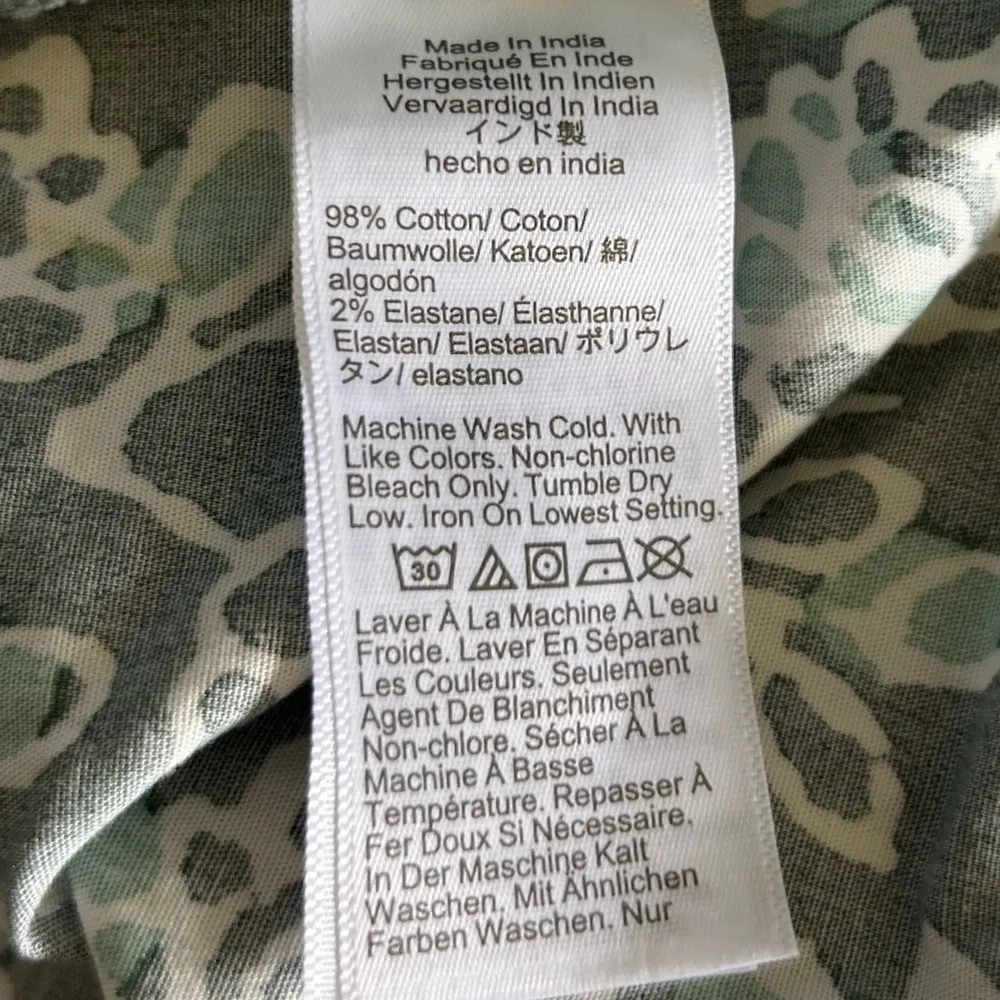 Made In India
Fabriqué En Inde
Hergestellt In Indien
Vervaardigd In India
インド製
hecho en india
98% Cotton/ Coton/
Baumwolle/ Katoen/ 綿/
algodón
2% Elastane/ Élasthanne/
Elastan/ Elastaan/ ポリウレ
タン/ elastano
Machine Wash Cold. With
Like Colors. Non-chlorine
Bleach Only. Tumble Dry
Low. Iron On Lowest Setting.
30
Laver À La Machine À L'eau
Froide. Laver En Séparant
Les Couleurs. Seulement
Agent De Blanchiment
Non-chlore. Sécher À La
Machine À Basse
Température. Repasser À
Fer Doux Si Nécessaire.
In Der Maschine Kalt
Waschen. Mit Ähnlichen
Farben Waschen. Nur